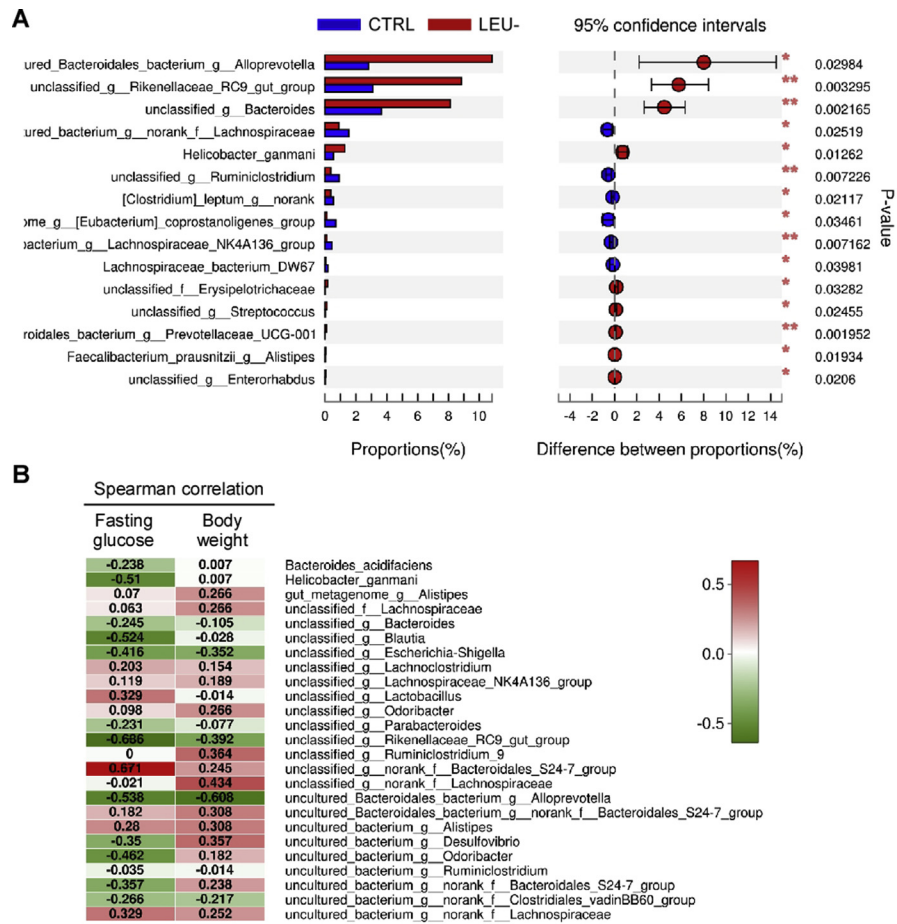 A
CTRL LEU- 95% confidence intervals
ured_Bacteroidales_bacterium_g__Alloprevotella * 0.02984
unclassified_g__Rikenellaceae_RC9_gut_group ** 0.003295
unclassified_g__Bacteroides ** 0.002165
ured_bacterium_g__norank_f__Lachnospiraceae * 0.02519
Helicobacter_ganmani * 0.01262
unclassified_g__Ruminiclostridium ** 0.007226
[Clostridium]_leptum_g__norank * 0.02117
ome_g__[Eubacterium]_coprostanoligenes_group * 0.03461
bacterium_g__Lachnospiraceae_NK4A136_group ** 0.007162
Lachnospiraceae_bacterium_DW67 * 0.03981
unclassified_f__Erysipelotrichaceae * 0.03282
unclassified_g__Streptococcus * 0.02455
roidales_bacterium_g__Prevotellaceae_UCG-001 ** 0.001952
Faecalibacterium_prausnitzii_g__Alistipes * 0.01934
unclassified_g__Enterorhabdus * 0.0206
P-value
0 2 4 6 8 10 -4 -2 0 2 4 6 8 10 12 14
Proportions(%) Difference between proportions(%)
B
Spearman correlation
Fasting glucose Body weight
-0.238 0.007 Bacteroides_acidifaciens
-0.51 0.007 Helicobacter_ganmani
0.07 0.266 gut_metagenome_g__Alistipes
0.063 0.266 unclassified_f__Lachnospiraceae
-0.245 -0.105 unclassified_g__Bacteroides
-0.524 -0.028 unclassified_g__Blautia
-0.416 -0.352 unclassified_g__Escherichia-Shigella
0.203 0.154 unclassified_g__Lachnoclostridium
0.119 0.189 unclassified_g__Lachnospiraceae_NK4A136_group
0.329 -0.014 unclassified_g__Lactobacillus
0.098 0.266 unclassified_g__Odoribacter
-0.231 -0.077 unclassified_g__Parabacteroides
-0.686 -0.392 unclassified_g__Rikenellaceae_RC9_gut_group
0 0.364 unclassified_g__Ruminiclostridium_9
0.671 0.245 unclassified_g__norank_f__Bacteroidales_S24-7_group
-0.021 0.434 unclassified_g__norank_f__Lachnospiraceae
-0.538 -0.608 uncultured_Bacteroidales_bacterium_g__Alloprevotella
0.182 0.308 uncultured_Bacteroidales_bacterium_g__norank_f__Bacteroidales_S24-7_group
0.28 0.308 uncultured_bacterium_g__Alistipes
-0.35 0.357 uncultured_bacterium_g__Desulfovibrio
-0.462 0.182 uncultured_bacterium_g__Odoribacter
-0.035 -0.014 uncultured_bacterium_g__Ruminiclostridium
-0.357 0.238 uncultured_bacterium_g__norank_f__Bacteroidales_S24-7_group
-0.266 -0.217 uncultured_bacterium_g__norank_f__Clostridiales_vadinBB60_group
0.329 0.252 uncultured_bacterium_g__norank_f__Lachnospiraceae
0.5
0.0
-0.5